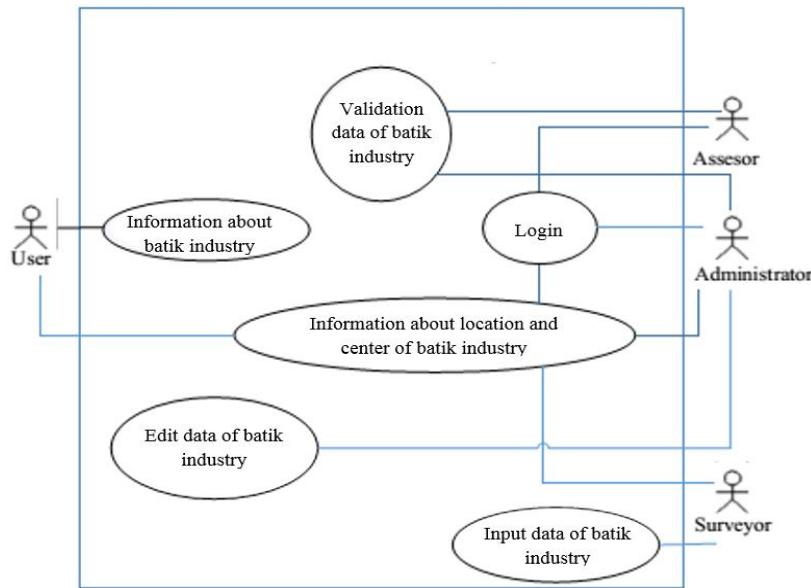 Validation
data of batik
industry
Assesor
Information about
batik industry
User
Login
Administrator
Information about location and
center of batik industry
Edit data of batik
industry
Surveyor
Input data of batik
industry